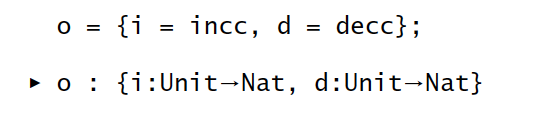 o = {i = incc, d = decc};
▸ o : {i:Unit→Nat, d:Unit→Nat}